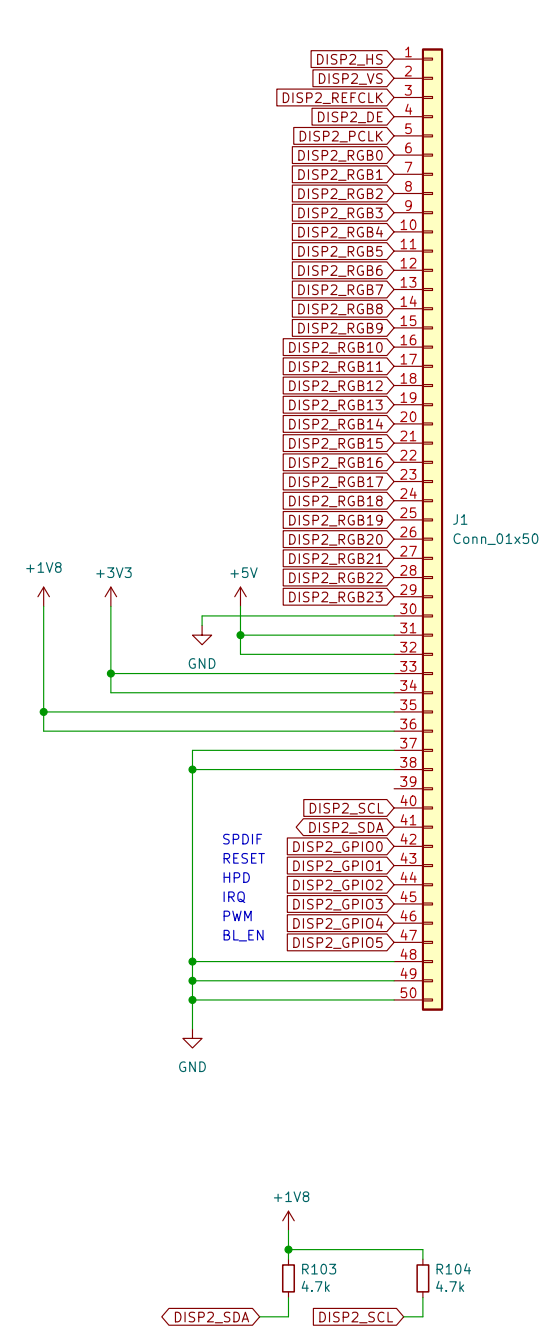 DISP2_HS 1
DISP2_VS 2
DISP2_REFCLK 3
DISP2_DE 4
DISP2_PCLK 5
DISP2_RGB0 6
DISP2_RGB1 7
DISP2_RGB2 8
DISP2_RGB3 9
DISP2_RGB4 10
DISP2_RGB5 11
DISP2_RGB6 12
DISP2_RGB7 13
DISP2_RGB8 14
DISP2_RGB9 15
DISP2_RGB10 16
DISP2_RGB11 17
DISP2_RGB12 18
DISP2_RGB13 19
DISP2_RGB14 20
DISP2_RGB15 21
DISP2_RGB16 22
DISP2_RGB17 23
DISP2_RGB18 24
DISP2_RGB19 25
J1
DISP2_RGB20 26
Conn_01x50
DISP2_RGB21 27
+1V8 +3V3 +5V
DISP2_RGB22 28
DISP2_RGB23 29
30
31
32
GND
33
34
35
36
37
38
39
DISP2_SCL 40
DISP2_SDA 41
SPDIF DISP2_GPIO0 42
RESET DISP2_GPIO1 43
HPD DISP2_GPIO2 44
IRQ DISP2_GPIO3 45
PWM DISP2_GPIO4 46
BL_EN DISP2_GPIO5 47
48
49
50
GND
+1V8
R103
4.7k
R104
4.7k
DISP2_SDA
DISP2_SCL